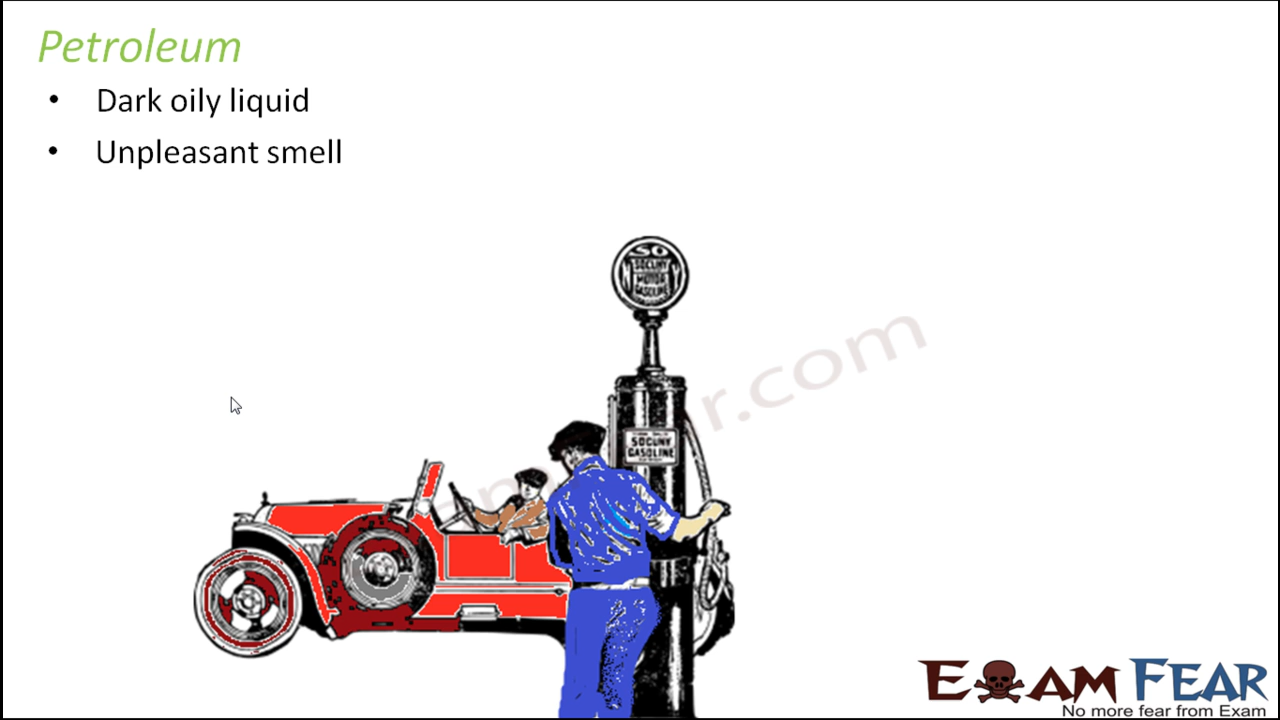 Petroleum
• Dark oily liquid
• Unpleasant smell
SO
N Y
SOCONY
MOTOR
GASOLINE
SOCONY
GASOLINE
r.com
EXAM FEAR
No more fear from Exam